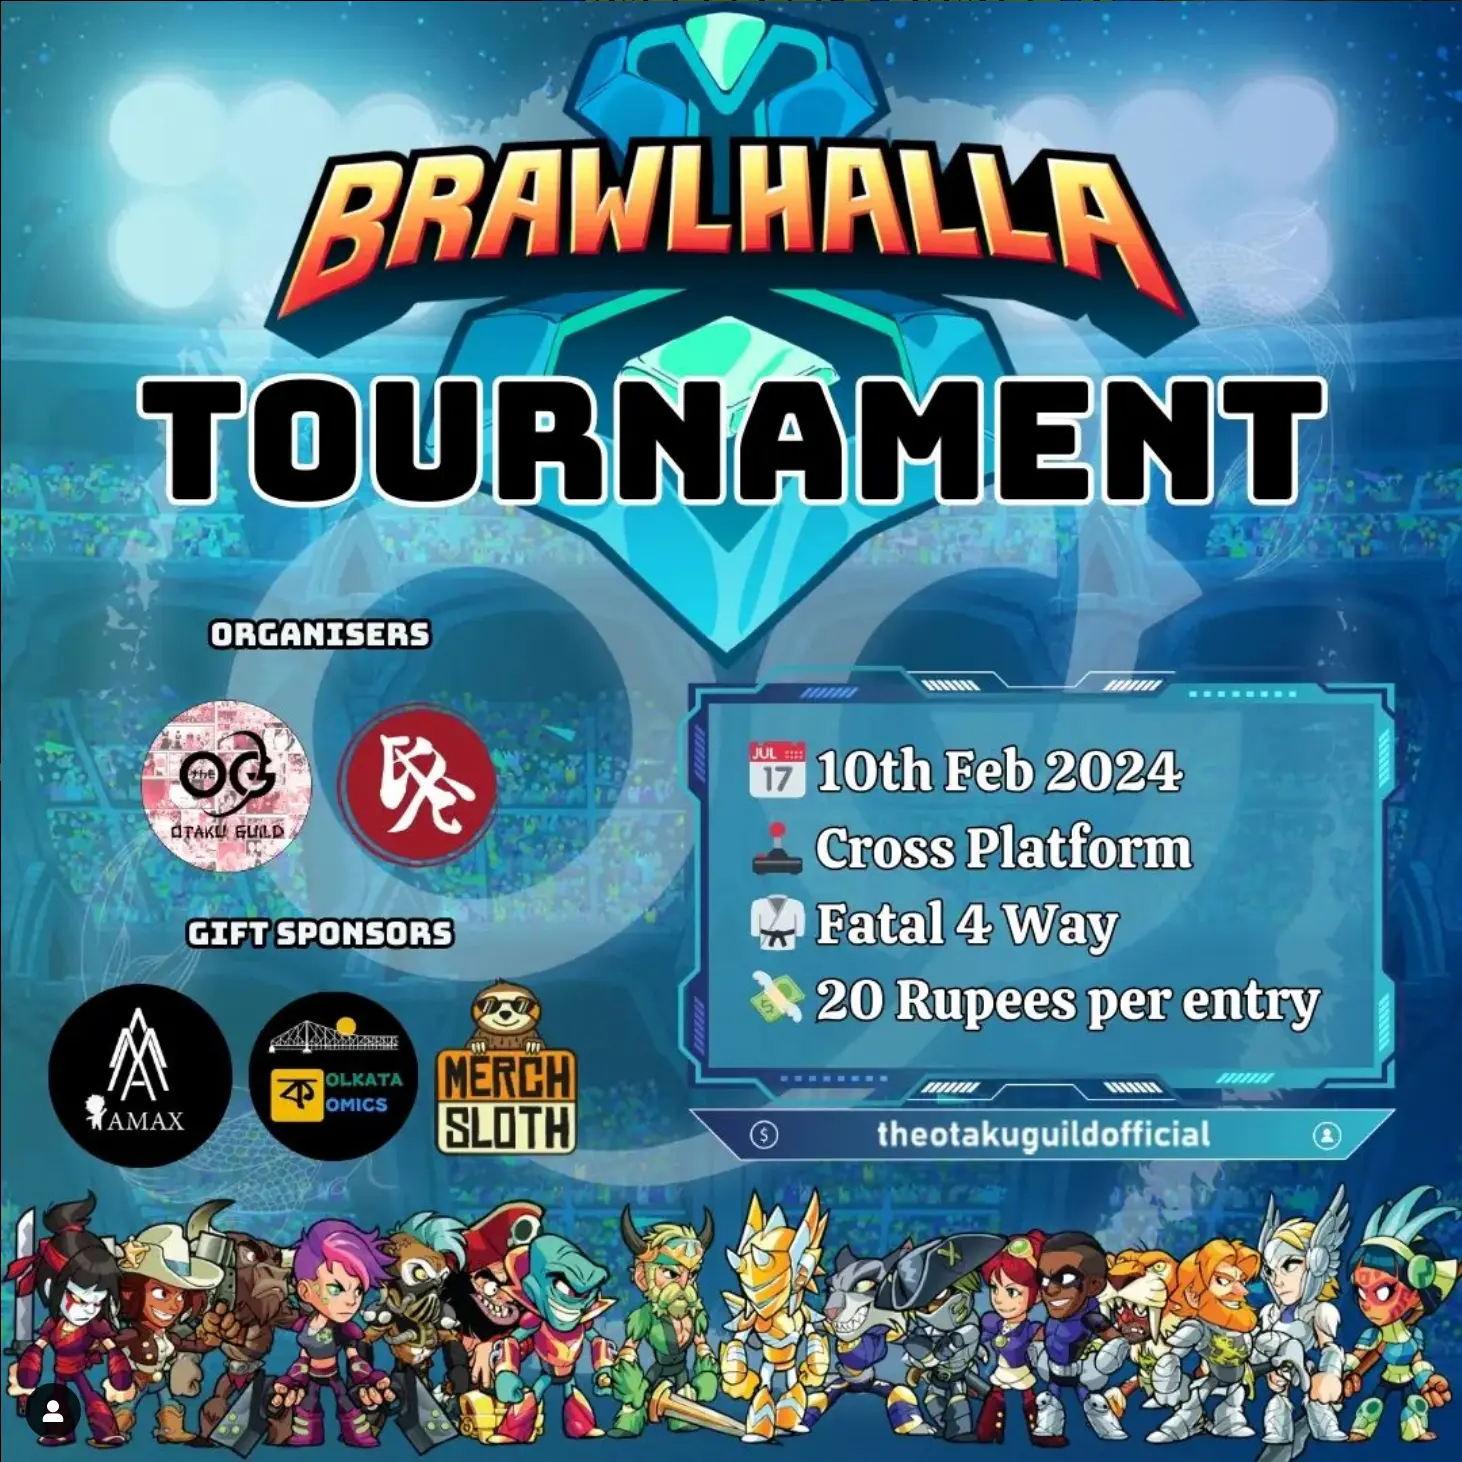 BRAWLHALLA
TOURNAMENT
ORGANISERS
the
OG
OTAKU GUILD
GIFT SPONSORS
AMAX
কOLKATA
OMICS
MERCH
SLOTH
JUL
17
10th Feb 2024
Cross Platform
Fatal 4 Way
20 Rupees per entry
$
theotakuguildofficial